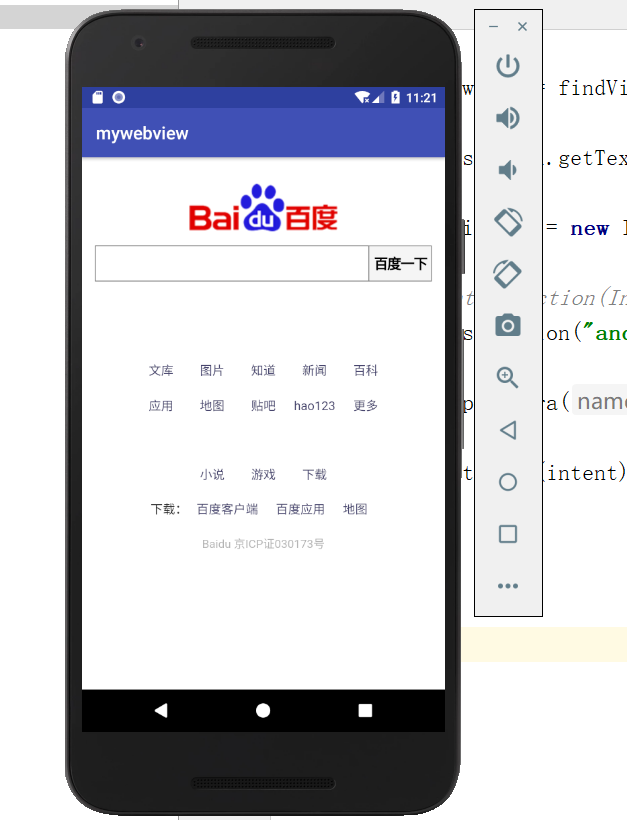 11:21
mywebview
Bai du 百度
百度一下
文库 图片 知道 新闻 百科
应用 地图 贴吧 hao123 更多
小说 游戏 下载
下载： 百度客户端 百度应用 地图
Baidu 京ICP证030173号
= findVi
.getTex
= new
ction(In
on("and
ra( name
(intent)